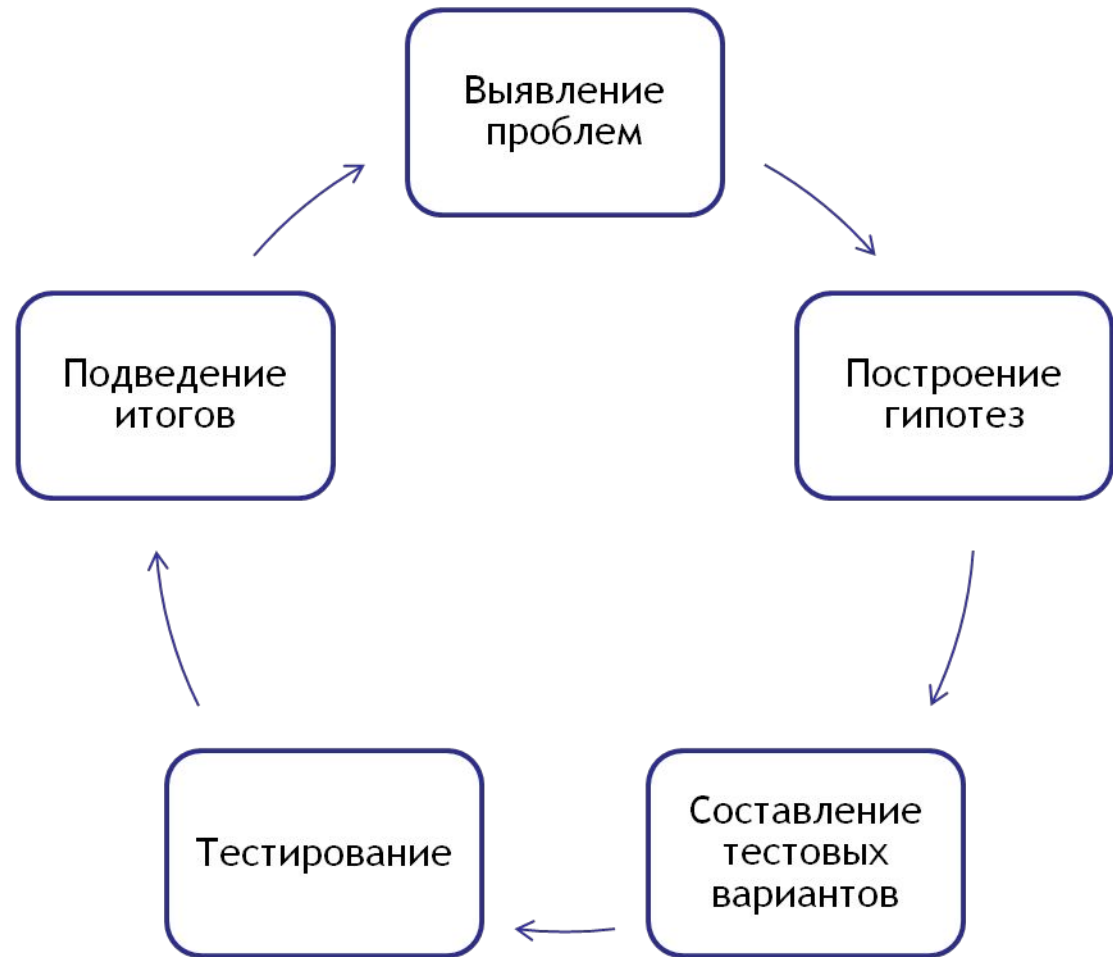 Выявление
проблем
Построение
гипотез
Составление
тестовых
вариантов
Тестирование
Подведение
итогов